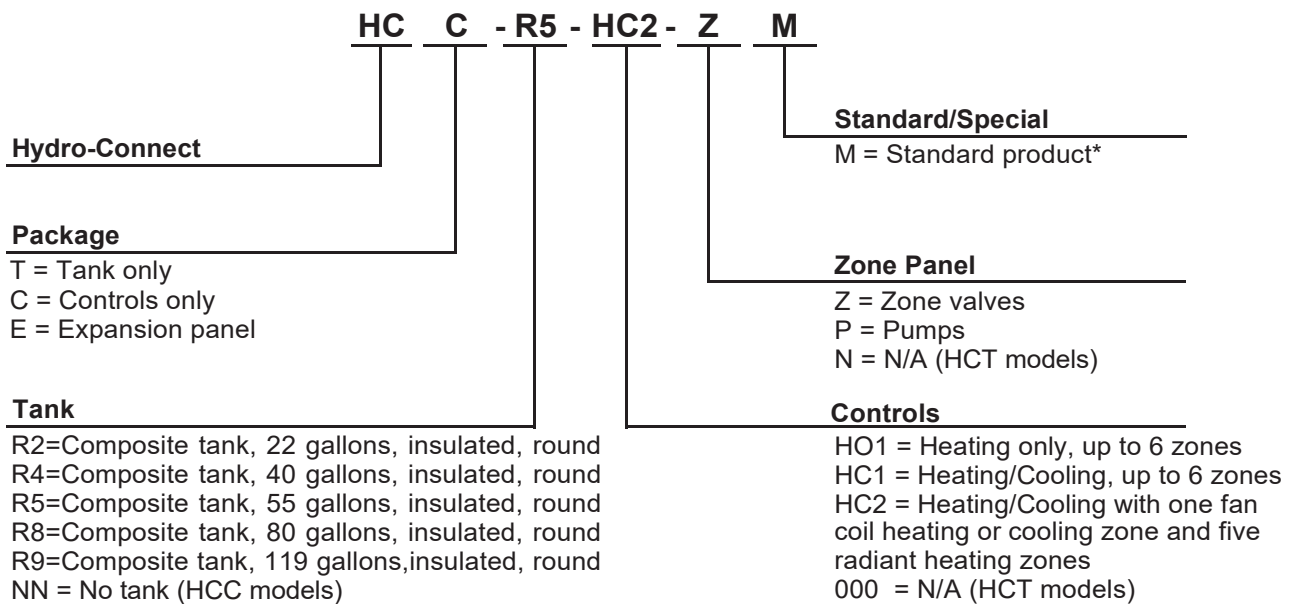 HC C - R5 - HC2 - Z M
Hydro-Connect
Package
T = Tank only
C = Controls only
E = Expansion panel
Tank
R2=Composite tank, 22 gallons, insulated, round
R4=Composite tank, 40 gallons, insulated, round
R5=Composite tank, 55 gallons, insulated, round
R8=Composite tank, 80 gallons, insulated, round
R9=Composite tank, 119 gallons,insulated, round
NN = No tank (HCC models)
Standard/Special
M = Standard product*
Zone Panel
Z = Zone valves
P = Pumps
N = N/A (HCT models)
Controls
HO1 = Heating only, up to 6 zones
HC1 = Heating/Cooling, up to 6 zones
HC2 = Heating/Cooling with one fan
coil heating or cooling zone and five
radiant heating zones
000 = N/A (HCT models)